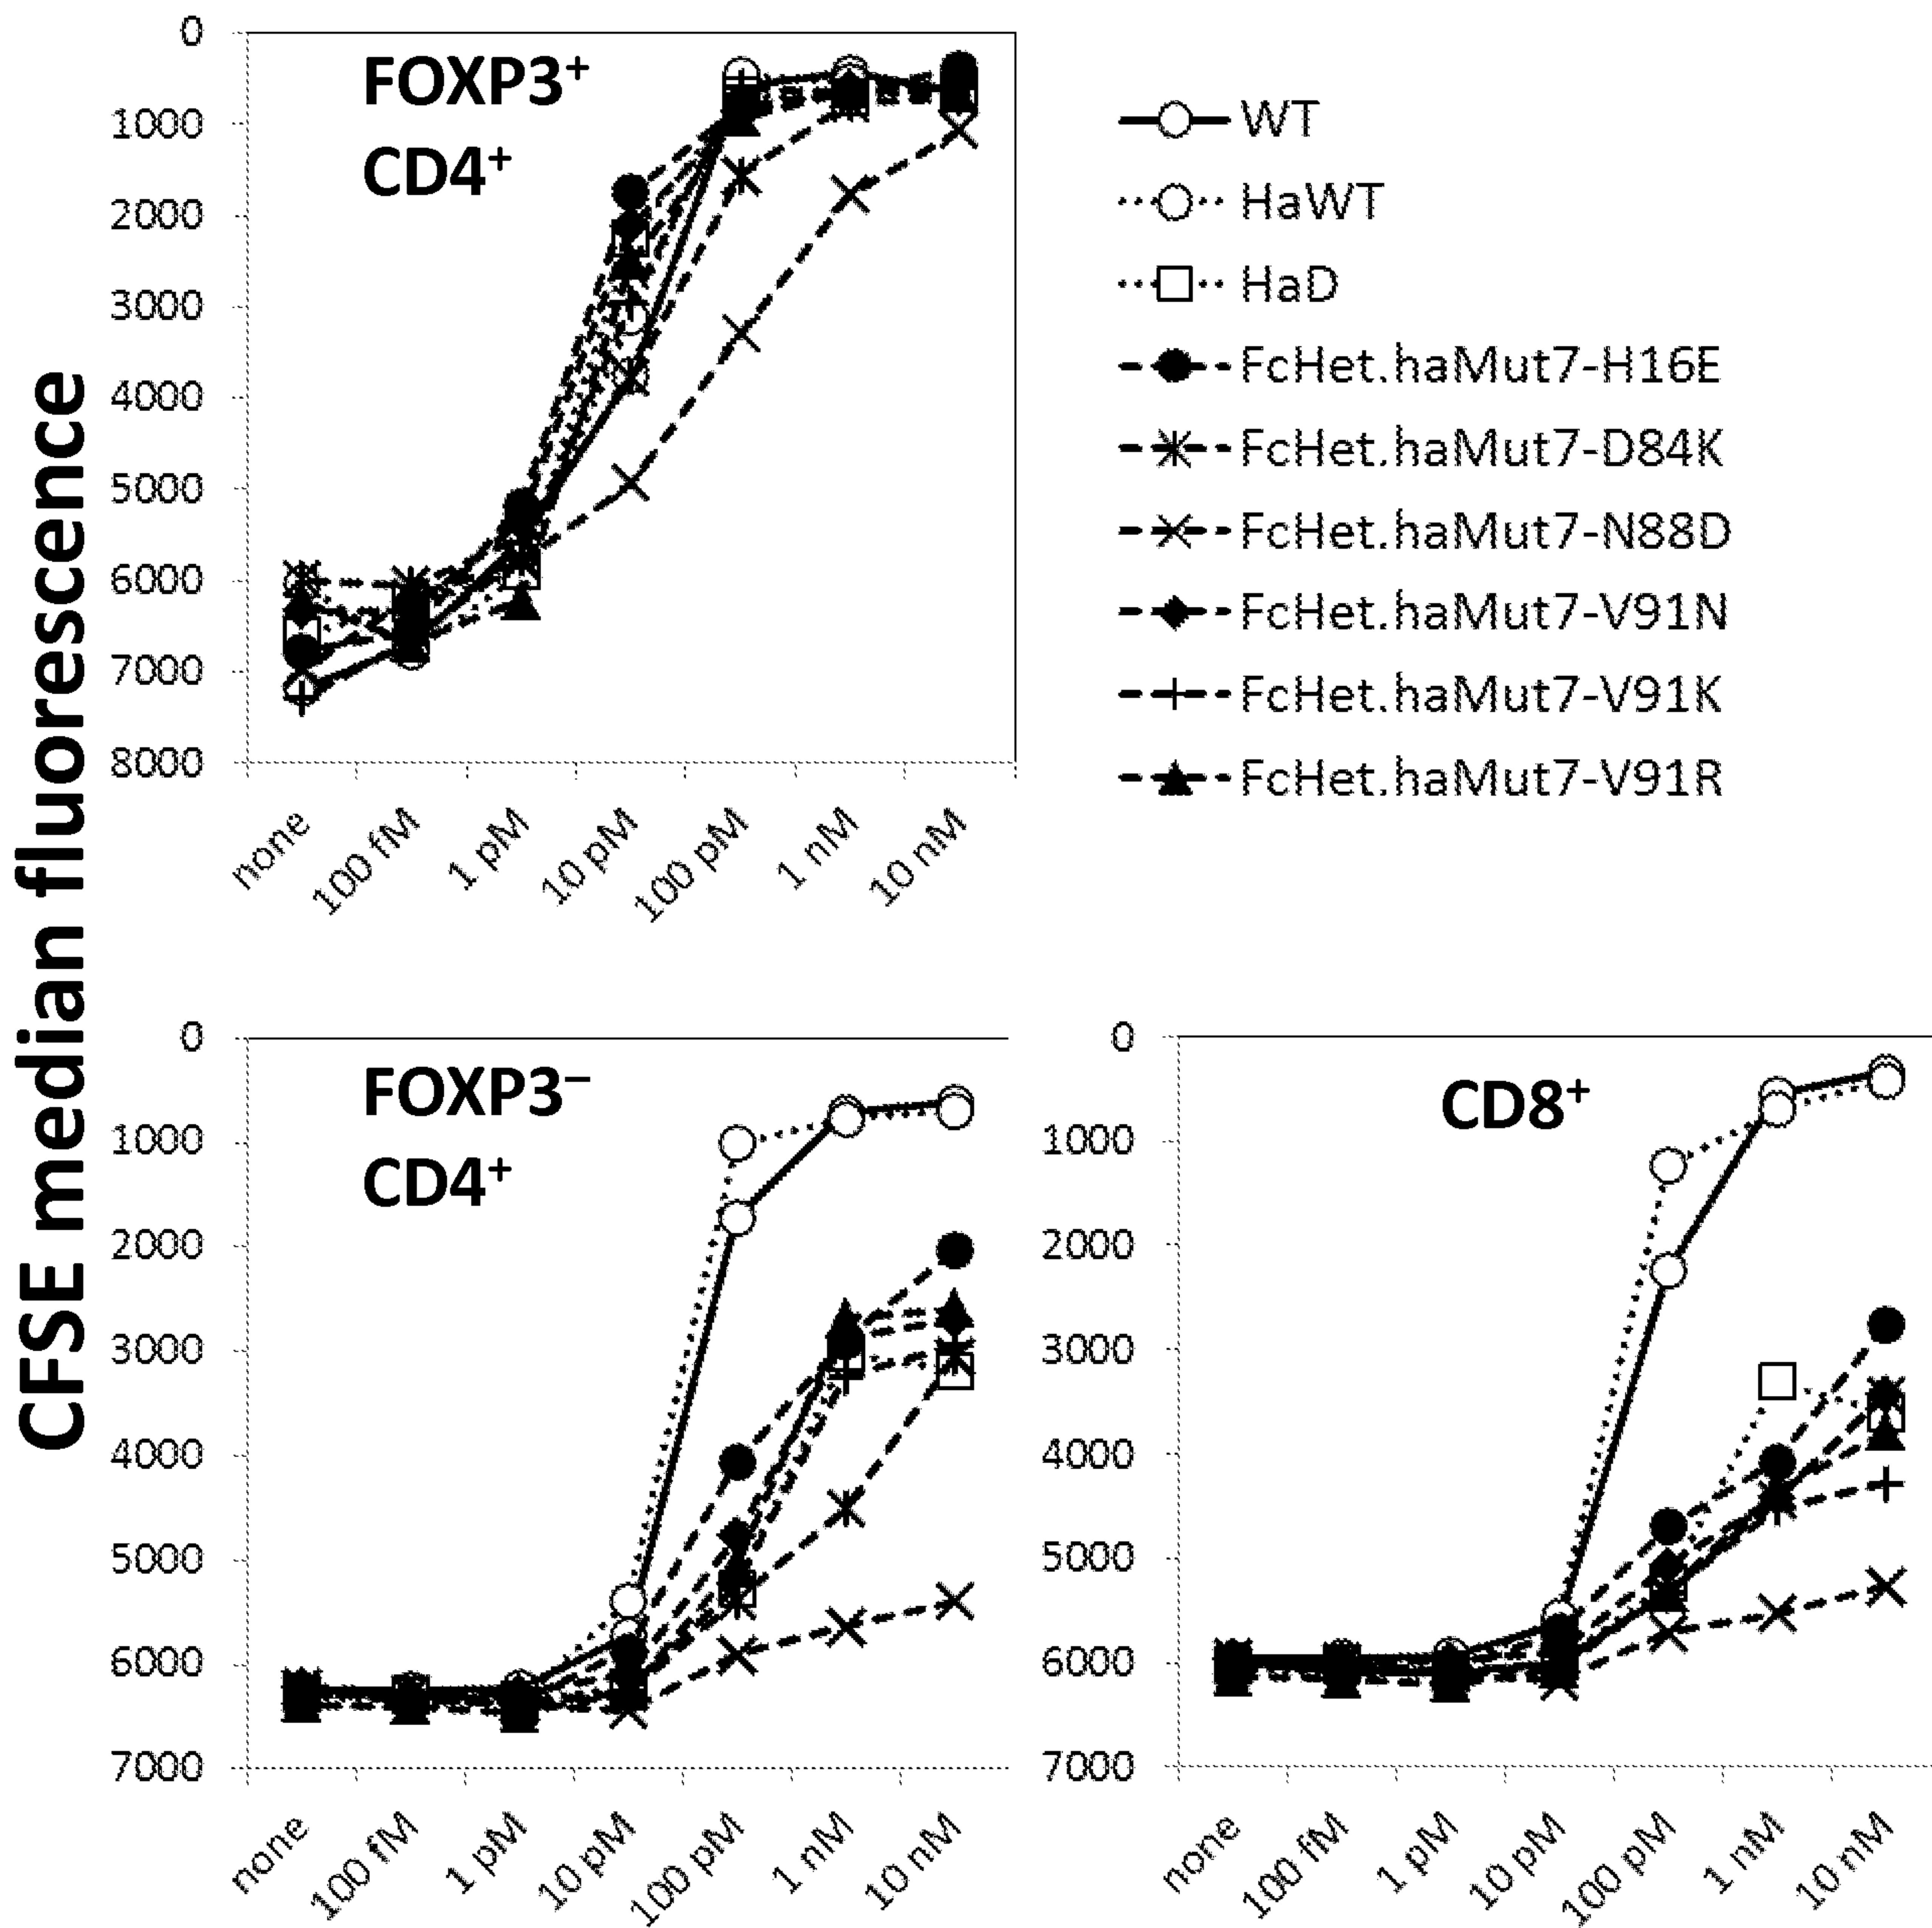 CFSE median fluorescence
FOXP3⁺
CD4⁺
0
1000
2000
3000
4000
5000
6000
7000
8000
none
100 fM
1 pM
10 pM
100 pM
1 nM
10 nM
WT
HaWT
HaD
FcHet.haMut7-H16E
FcHet.haMut7-D84K
FcHet.haMut7-N88D
FcHet.haMut7-V91N
FcHet.haMut7-V91K
FcHet.haMut7-V91R
FOXP3⁻
CD4⁺
0
1000
2000
3000
4000
5000
6000
7000
none
100 fM
1 pM
10 pM
100 pM
1 nM
10 nM
CD8⁺
0
1000
2000
3000
4000
5000
6000
7000
none
100 fM
1 pM
10 pM
100 pM
1 nM
10 nM